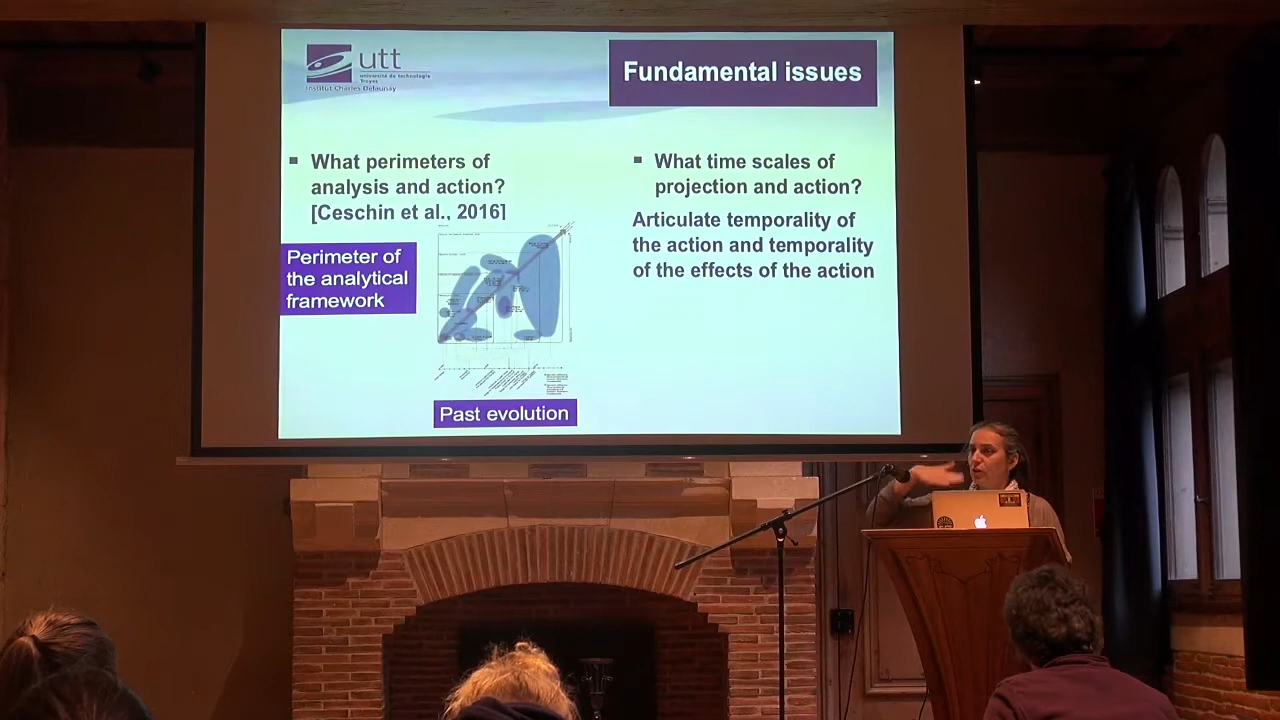 utt
université de technologie
Troyes
Institut Charles Delaunay
Fundamental issues
▪ What perimeters of
analysis and action?
[Ceschin et al., 2016]
Perimeter of
the analytical
framework
Past evolution
▪ What time scales of
projection and action?
Articulate temporality of
the action and temporality
of the effects of the action